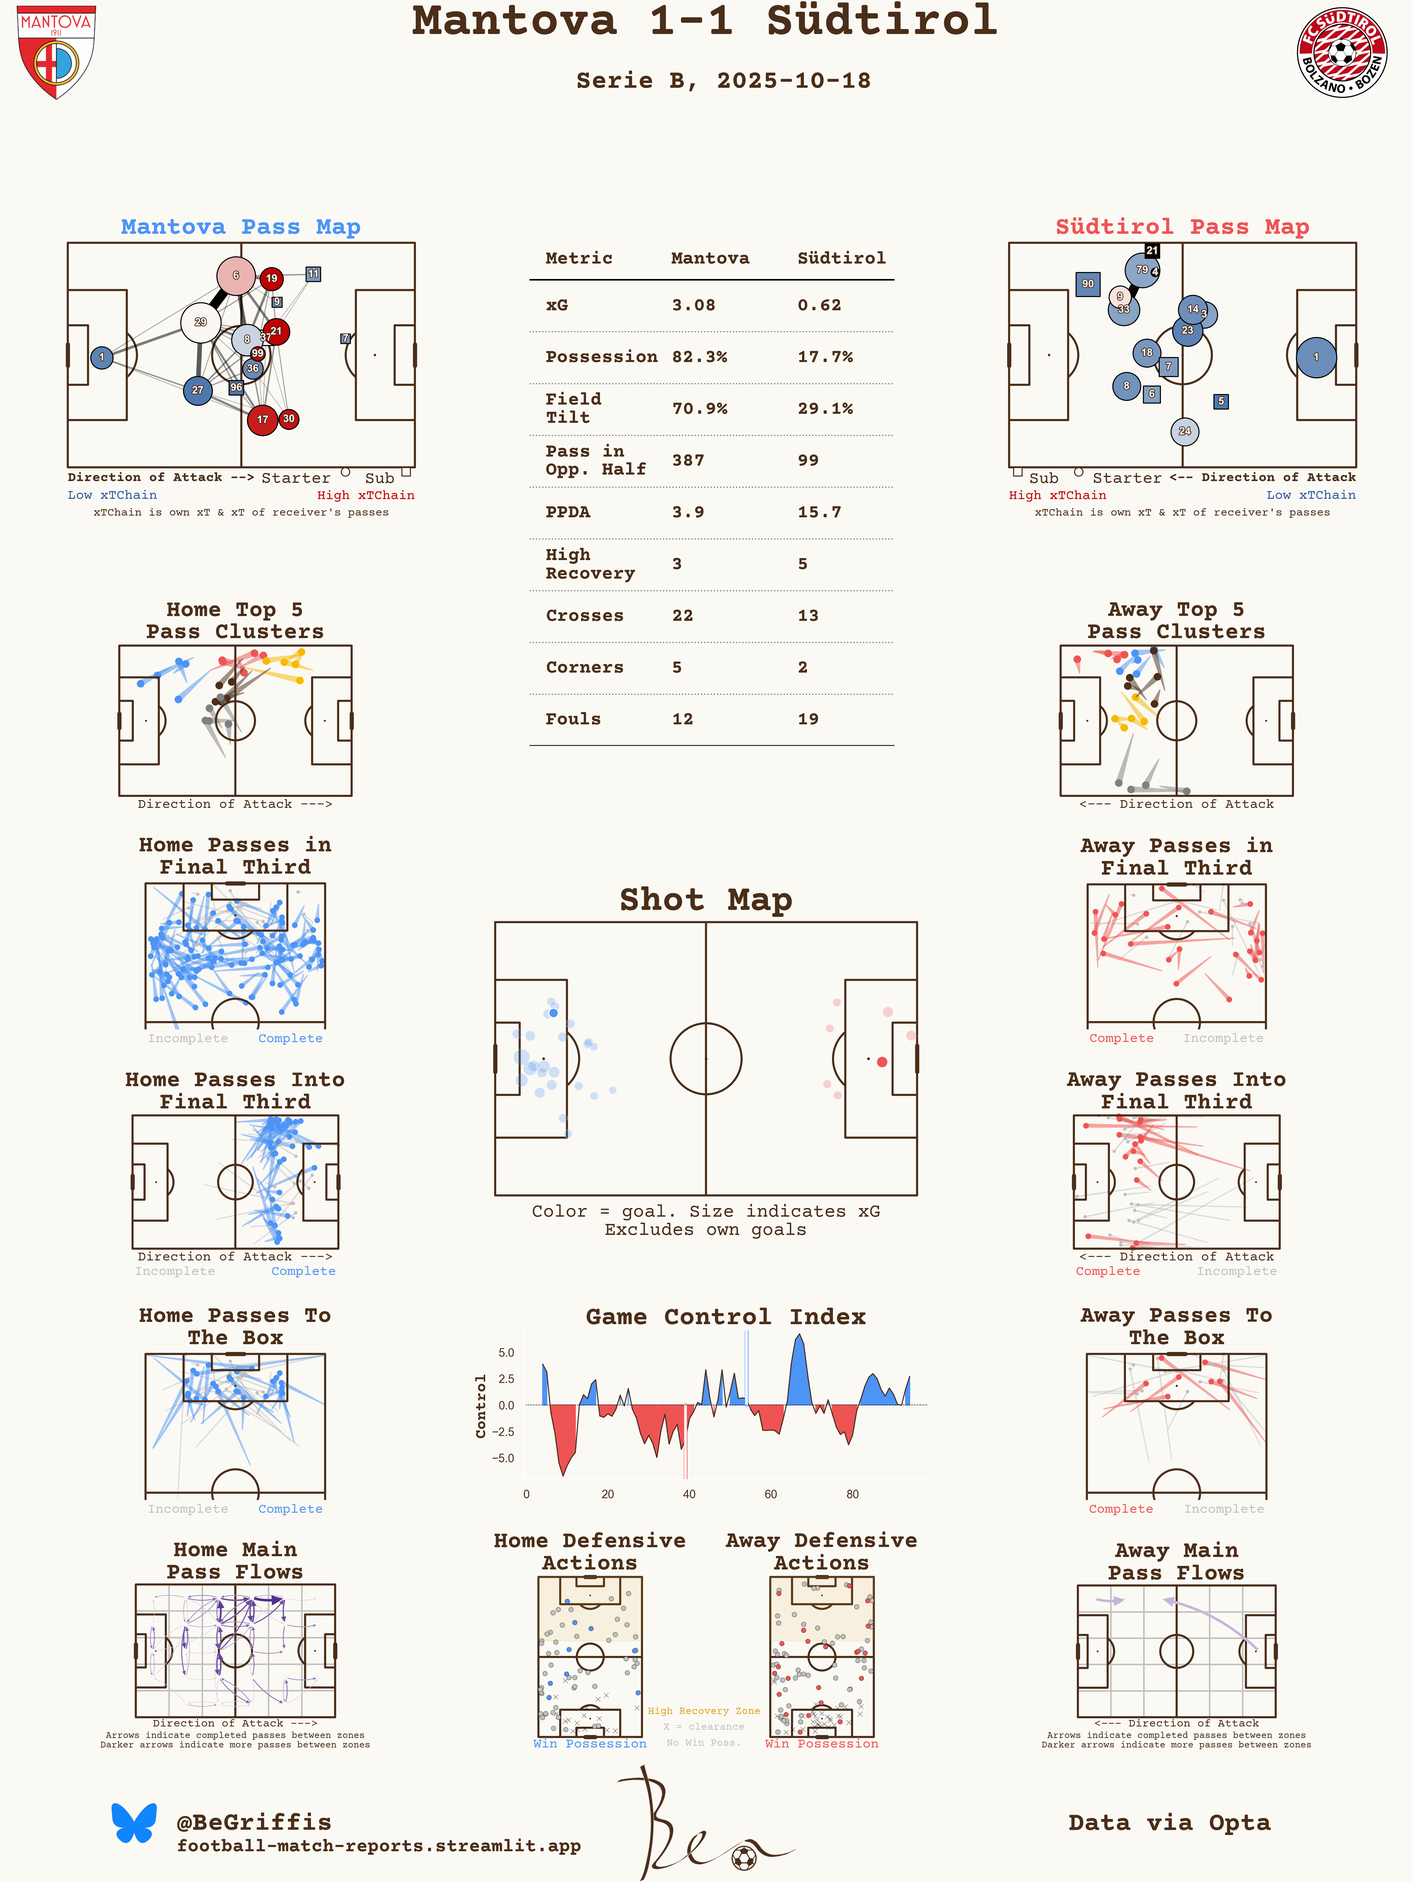 Mantova 1-1 Südtirol
Serie B, 2025-10-18
MANTOVA
1911
FC SÜDTIROL
BOLZANO • BOZEN
Mantova Pass Map
6
19
11
9
29
21
8
37
99
7
1
36
27
96
17
30
Direction of Attack --> Starter Sub
Low xTChain High xTChain
xTChain is own xT & xT of receiver's passes
Metric Mantova Südtirol
xG 3.08 0.62
Possession 82.3% 17.7%
Field
Tilt 70.9% 29.1%
Pass in
Opp. Half 387 99
PPDA 3.9 15.7
High
Recovery 3 5
Crosses 22 13
Corners 5 2
Fouls 12 19
Südtirol Pass Map
21
79
4
90
9
33
14
3
23
18
7
1
8
6
5
24
Sub Starter <-- Direction of Attack
High xTChain Low xTChain
xTChain is own xT & xT of receiver's passes
Home Top 5
Pass Clusters
Direction of Attack --->
Away Top 5
Pass Clusters
<--- Direction of Attack
Home Passes in
Final Third
Incomplete Complete
Shot Map
Color = goal. Size indicates xG
Excludes own goals
Away Passes in
Final Third
Complete Incomplete
Home Passes Into
Final Third
Direction of Attack --->
Incomplete Complete
Away Passes Into
Final Third
<--- Direction of Attack
Complete Incomplete
Home Passes To
The Box
Incomplete Complete
Game Control Index
Control
5.0
2.5
0.0
−2.5
−5.0
0 20 40 60 80
Away Passes To
The Box
Complete Incomplete
Home Main
Pass Flows
Direction of Attack --->
Arrows indicate completed passes between zones
Darker arrows indicate more passes between zones
Home Defensive
Actions
Win Possession
Away Defensive
Actions
Win Possession
High Recovery Zone
X = clearance
No Win Poss.
Away Main
Pass Flows
<--- Direction of Attack
Arrows indicate completed passes between zones
Darker arrows indicate more passes between zones
@BeGriffis
football-match-reports.streamlit.app
Ben
Data via Opta